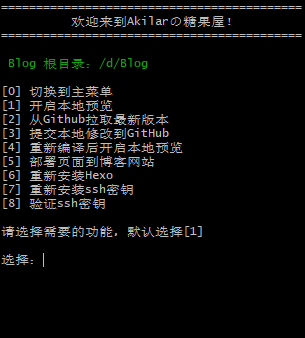 ===========================================
欢迎来到Akilarの糖果屋!
===========================================
Blog 根目录: /d/Blog
[0] 切换到主菜单
[1] 开启本地预览
[2] 从Github拉取最新版本
[3] 提交本地修改到GitHub
[4] 重新编译后开启本地预览
[5] 部署页面到博客网站
[6] 重新安装Hexo
[7] 重新安装ssh密钥
[8] 验证ssh密钥
请选择需要的功能, 默认选择[1]
选择: